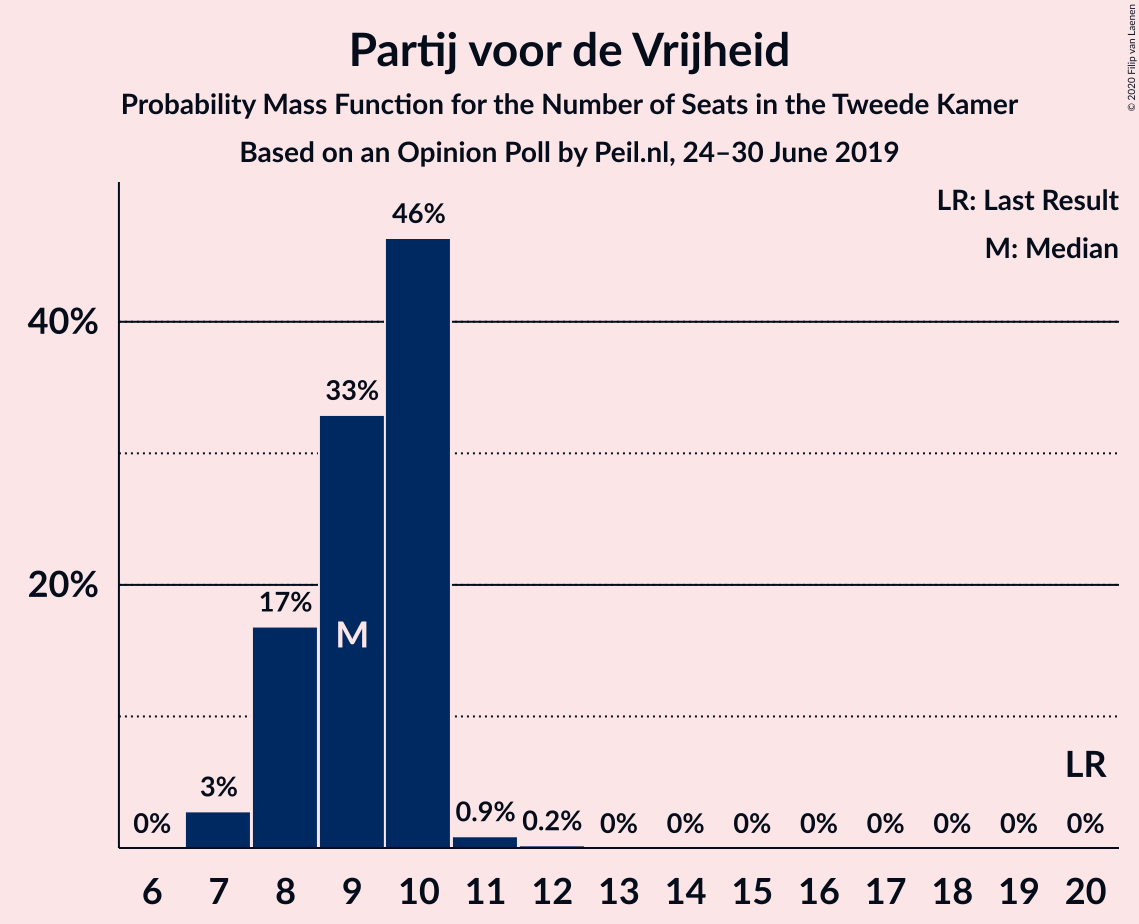 Partij voor de Vrijheid
Probability Mass Function for the Number of Seats in the Tweede Kamer
Based on an Opinion Poll by Peil.nl, 24–30 June 2019
© 2020 Filip van Laenen
LR: Last Result
M: Median
46%
40%
33%
20%
17%
M
LR
3%
0%
0.9%
0.2%
0%
0%
0%
0%
0%
0%
0%
0%
6 7 8 9 10 11 12 13 14 15 16 17 18 19 20